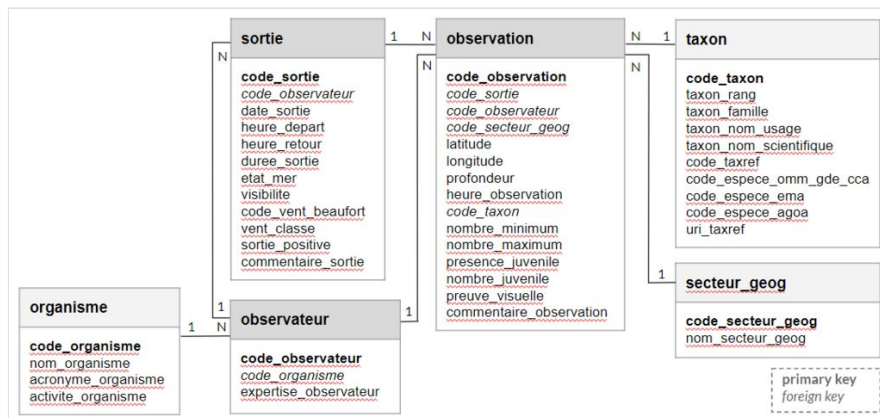 sortie
code_sortie
code_observateur
date_sortie
heure_depart
heure_retour
duree_sortie
etat_mer
visibilite
code_vent_beaufort
vent_classe
sortie_positive
commentaire_sortie
1 N
N
observation
code_observation
code_sortie
code_observateur
code_secteur_geog
latitude
longitude
profondeur
heure_observation
code_taxon
nombre_minimum
nombre_maximum
presence_juvenile
nombre_juvenile
preuve_visuelle
commentaire_observation
N
N 1
N
taxon
code_taxon
taxon_rang
taxon_famille
taxon_nom_usage
taxon_nom_scientifique
code_taxref
code_espece_omm_gde_cca
code_espece_ema
code_espece_agoa
uri_taxref
1
secteur_geog
code_secteur_geog
nom_secteur_geog
organisme
code_organisme
nom_organisme
acronyme_organisme
activite_organisme
1 N
1
observateur
code_observateur
code_organisme
expertise_observateur
1
primary key
foreign key